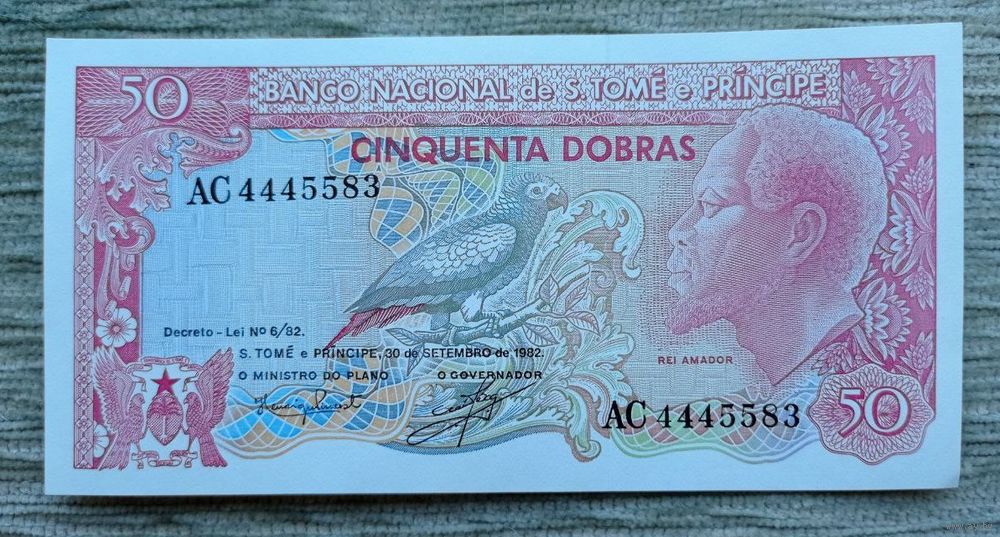 50
BANCO NACIONAL de S. TOMÉ e PRÍNCIPE
CINQUENTA DOBRAS
AC 4445583
Decreto - Lei Nº 6/82.
S. TOMÉ e PRÍNCIPE, 30 de SETEMBRO de 1982.
O MINISTRO DO PLANO O GOVERNADOR
REI AMADOR
AC 4445583
50